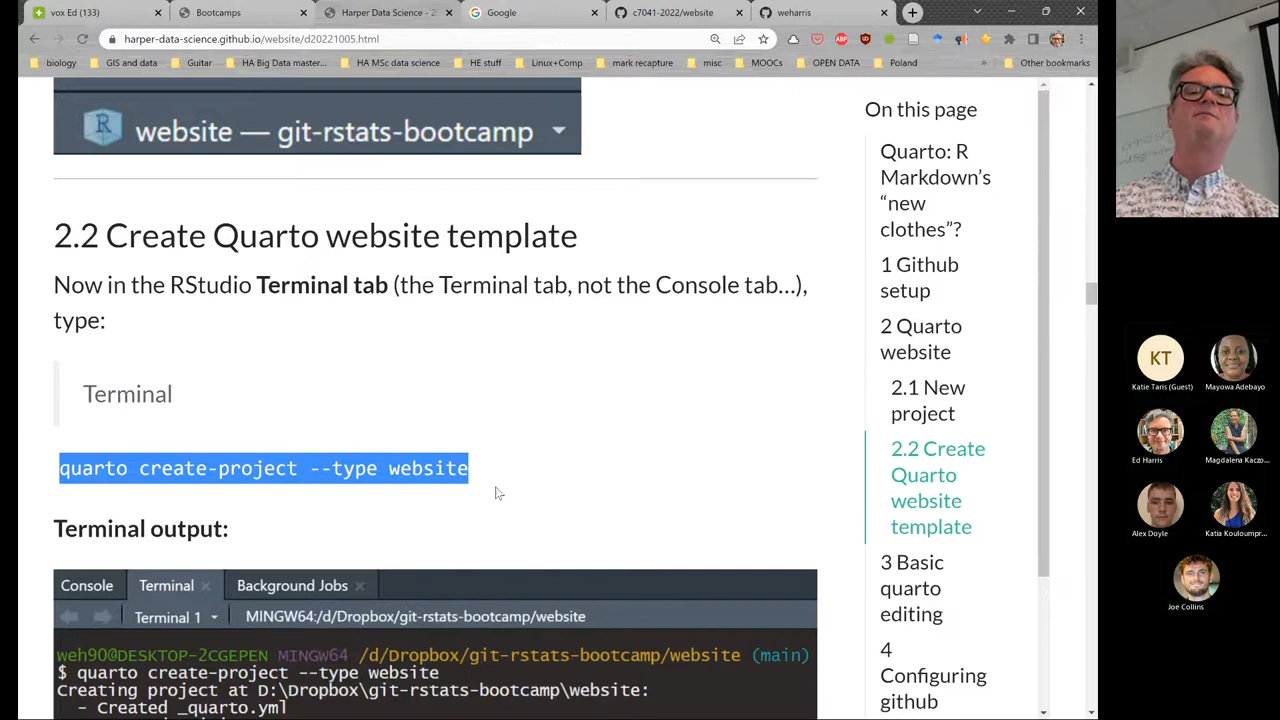 vox Ed (133)
Bootcamps
Harper Data Science - 20
Google
c7041-2022/website
weharris
harper-data-science.github.io/website/d20221005.html
biology
GIS and data
Guitar
HA Big Data master...
HA MSc data science
HE stuff
Linux+Comp
mark recapture
misc
MOOCs
OPEN DATA
Poland
»
Other bookmarks
website — git-rstats-bootcamp
2.2 Create Quarto website template
Now in the RStudio Terminal tab (the Terminal tab, not the Console tab...),
type:
Terminal
quarto create-project --type website
Terminal output:
Console
Terminal
Background Jobs
Terminal 1
MINGW64:/d/Dropbox/git-rstats-bootcamp/website
weh90@DESKTOP-2CGEPEN MINGW64 /d/Dropbox/git-rstats-bootcamp/website (main)
$ quarto create-project --type website
Creating project at D:\Dropbox\git-rstats-bootcamp\website:
- Created _quarto.yml
On this page
Quarto: R
Markdown's
“new
clothes”?
1 Github
setup
2 Quarto
website
2.1 New
project
2.2 Create
Quarto
website
template
3 Basic
quarto
editing
4
Configuring
github
KT
Katie Taris (Guest)
Mayowa Adebayo
Ed Harris
Magdalena Kaczo...
Alex Doyle
Katia Kouloumpr...
Joe Collins